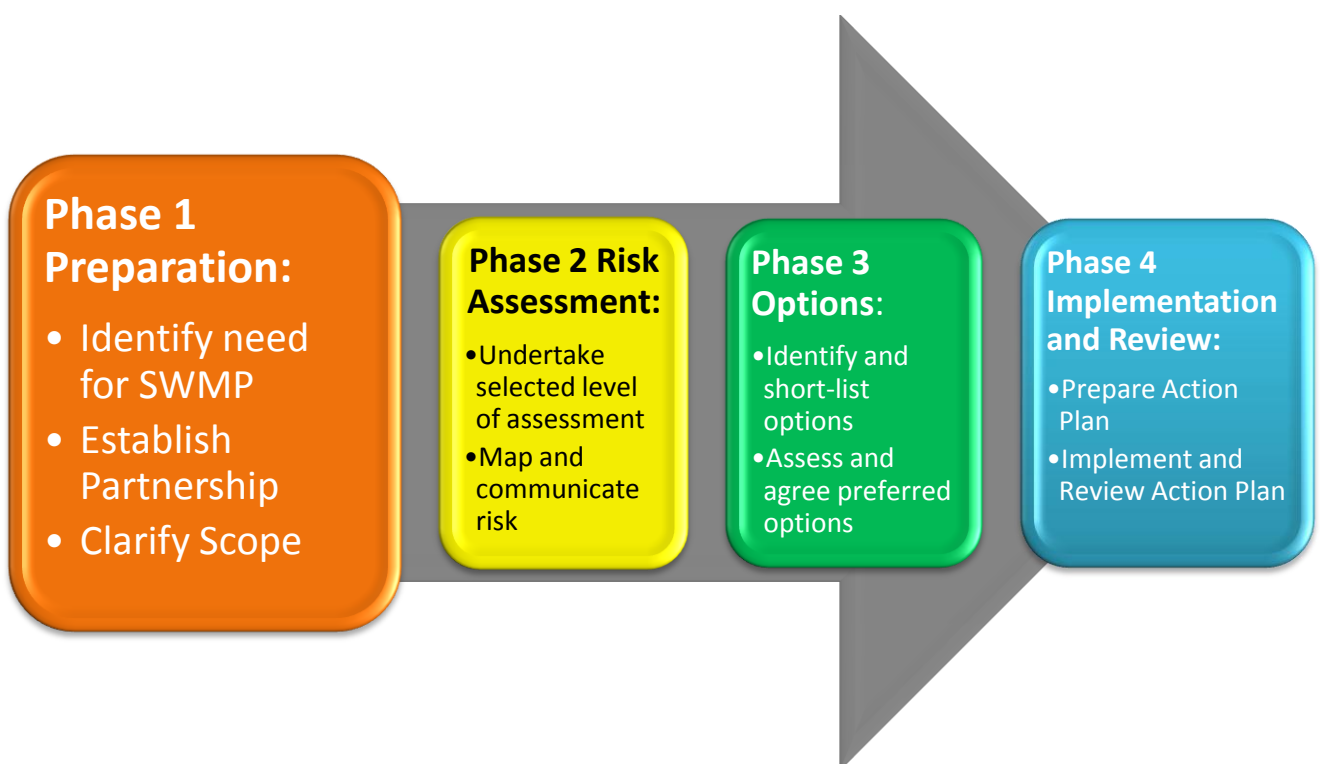 Phase 1
Preparation:
• Identify need
for SWMP
• Establish
Partnership
• Clarify Scope
Phase 2 Risk
Assessment:
•Undertake
selected level
of assessment
•Map and
communicate
risk
Phase 3
Options:
•Identify and
short-list
options
•Assess and
agree preferred
options
Phase 4
Implementation
and Review:
•Prepare Action
Plan
•Implement and
Review Action Plan